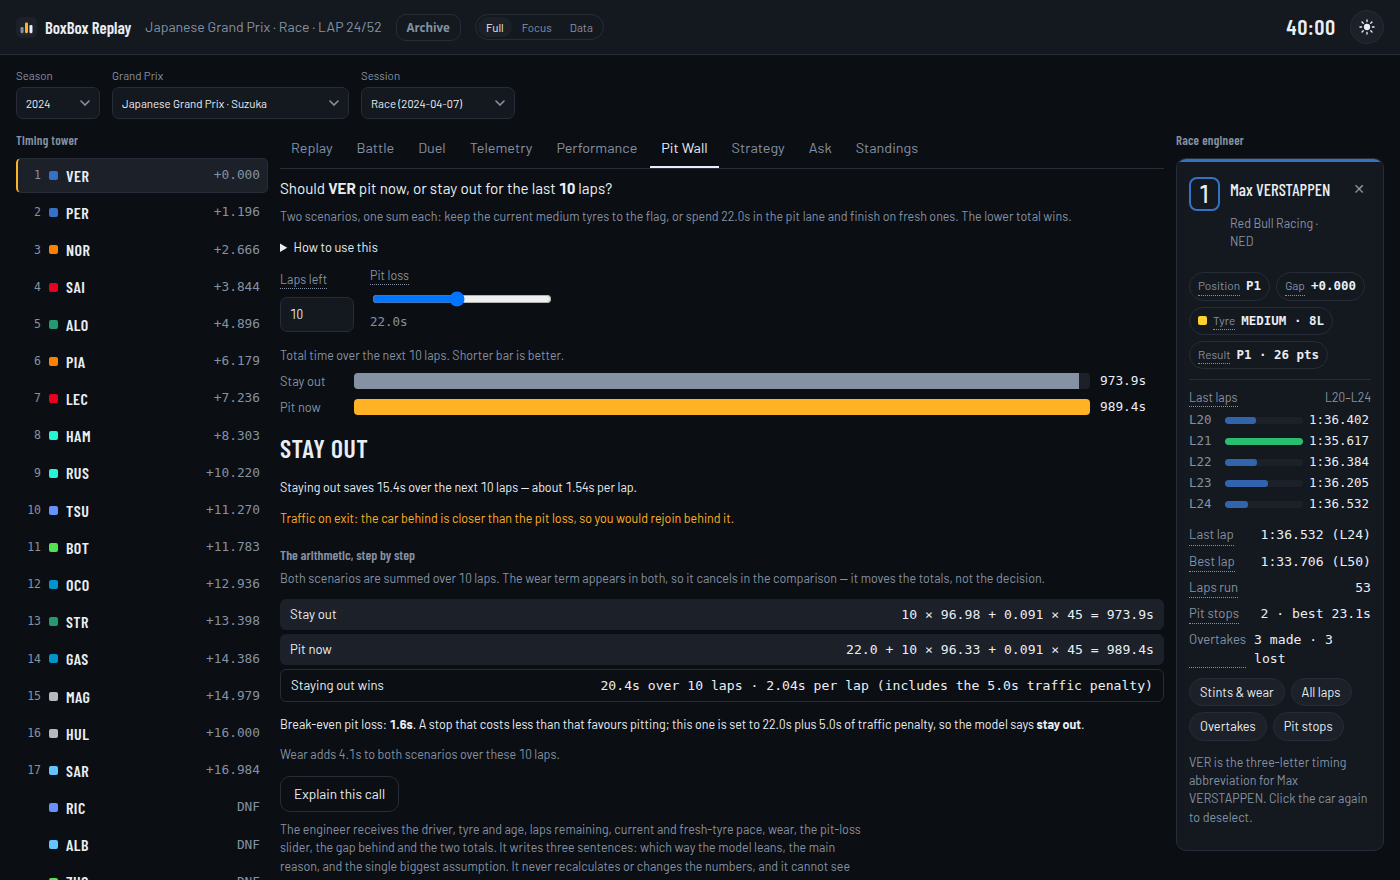 BoxBox Replay
Japanese Grand Prix · Race · LAP 24/52
Archive
Full Focus Data
40:00
Season
2024
Grand Prix
Japanese Grand Prix · Suzuka
Session
Race (2024-04-07)
Timing tower
1 VER +0.000
2 PER +1.196
3 NOR +2.666
4 SAI +3.844
5 ALO +4.896
6 PIA +6.179
7 LEC +7.236
8 HAM +8.303
9 RUS +10.220
10 TSU +11.270
11 BOT +11.783
12 OCO +12.936
13 STR +13.398
14 GAS +14.386
15 MAG +14.979
16 HUL +16.000
17 SAR +16.984
RIC DNF
ALB DNF
ZHO DNF
Replay Battle Duel Telemetry Performance Pit Wall Strategy Ask Standings
Should VER pit now, or stay out for the last 10 laps?
Two scenarios, one sum each: keep the current medium tyres to the flag, or spend 22.0s in the pit lane and finish on fresh ones. The lower total wins.
How to use this
Laps left
10
Pit loss
22.0s
Total time over the next 10 laps. Shorter bar is better.
Stay out 973.9s
Pit now 989.4s
STAY OUT
Staying out saves 15.4s over the next 10 laps — about 1.54s per lap.
Traffic on exit: the car behind is closer than the pit loss, so you would rejoin behind it.
The arithmetic, step by step
Both scenarios are summed over 10 laps. The wear term appears in both, so it cancels in the comparison — it moves the totals, not the decision.
Stay out 10 × 96.98 + 0.091 × 45 = 973.9s
Pit now 22.0 + 10 × 96.33 + 0.091 × 45 = 989.4s
Staying out wins 20.4s over 10 laps · 2.04s per lap (includes the 5.0s traffic penalty)
Break-even pit loss: 1.6s. A stop that costs less than that favours pitting; this one is set to 22.0s plus 5.0s of traffic penalty, so the model says stay out.
Wear adds 4.1s to both scenarios over these 10 laps.
Explain this call
The engineer receives the driver, tyre and age, laps remaining, current and fresh-tyre pace, wear, the pit-loss
slider, the gap behind and the two totals. It writes three sentences: which way the model leans, the main
reason, and the single biggest assumption. It never recalculates or changes the numbers, and it cannot see
Race engineer
1 Max VERSTAPPEN ×
Red Bull Racing ·
NED
Position P1 Gap +0.000
Tyre MEDIUM · 8L
Result P1 · 26 pts
Last laps L20–L24
L20 1:36.402
L21 1:35.617
L22 1:36.384
L23 1:36.205
L24 1:36.532
Last lap 1:36.532 (L24)
Best lap 1:33.706 (L50)
Laps run 53
Pit stops 2 · best 23.1s
Overtakes 3 made · 3
lost
Stints & wear All laps
Overtakes Pit stops
VER is the three-letter timing
abbreviation for Max
VERSTAPPEN. Click the car again
to deselect.